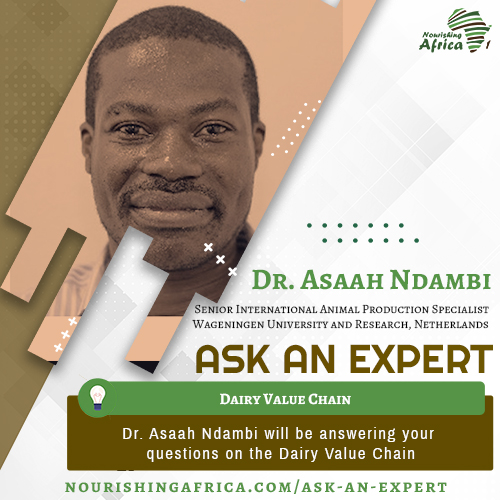 Nourishing
Africa
Dr. Asaah Ndambi
Senior International Animal Production Specialist
Wageningen University and Research, Netherlands
ASK AN EXPERT
Dairy Value Chain
Dr. Asaah Ndambi will be answering your
questions on the Dairy Value Chain
NOURISHINGAFRICA.COM/ASK-AN-EXPERT